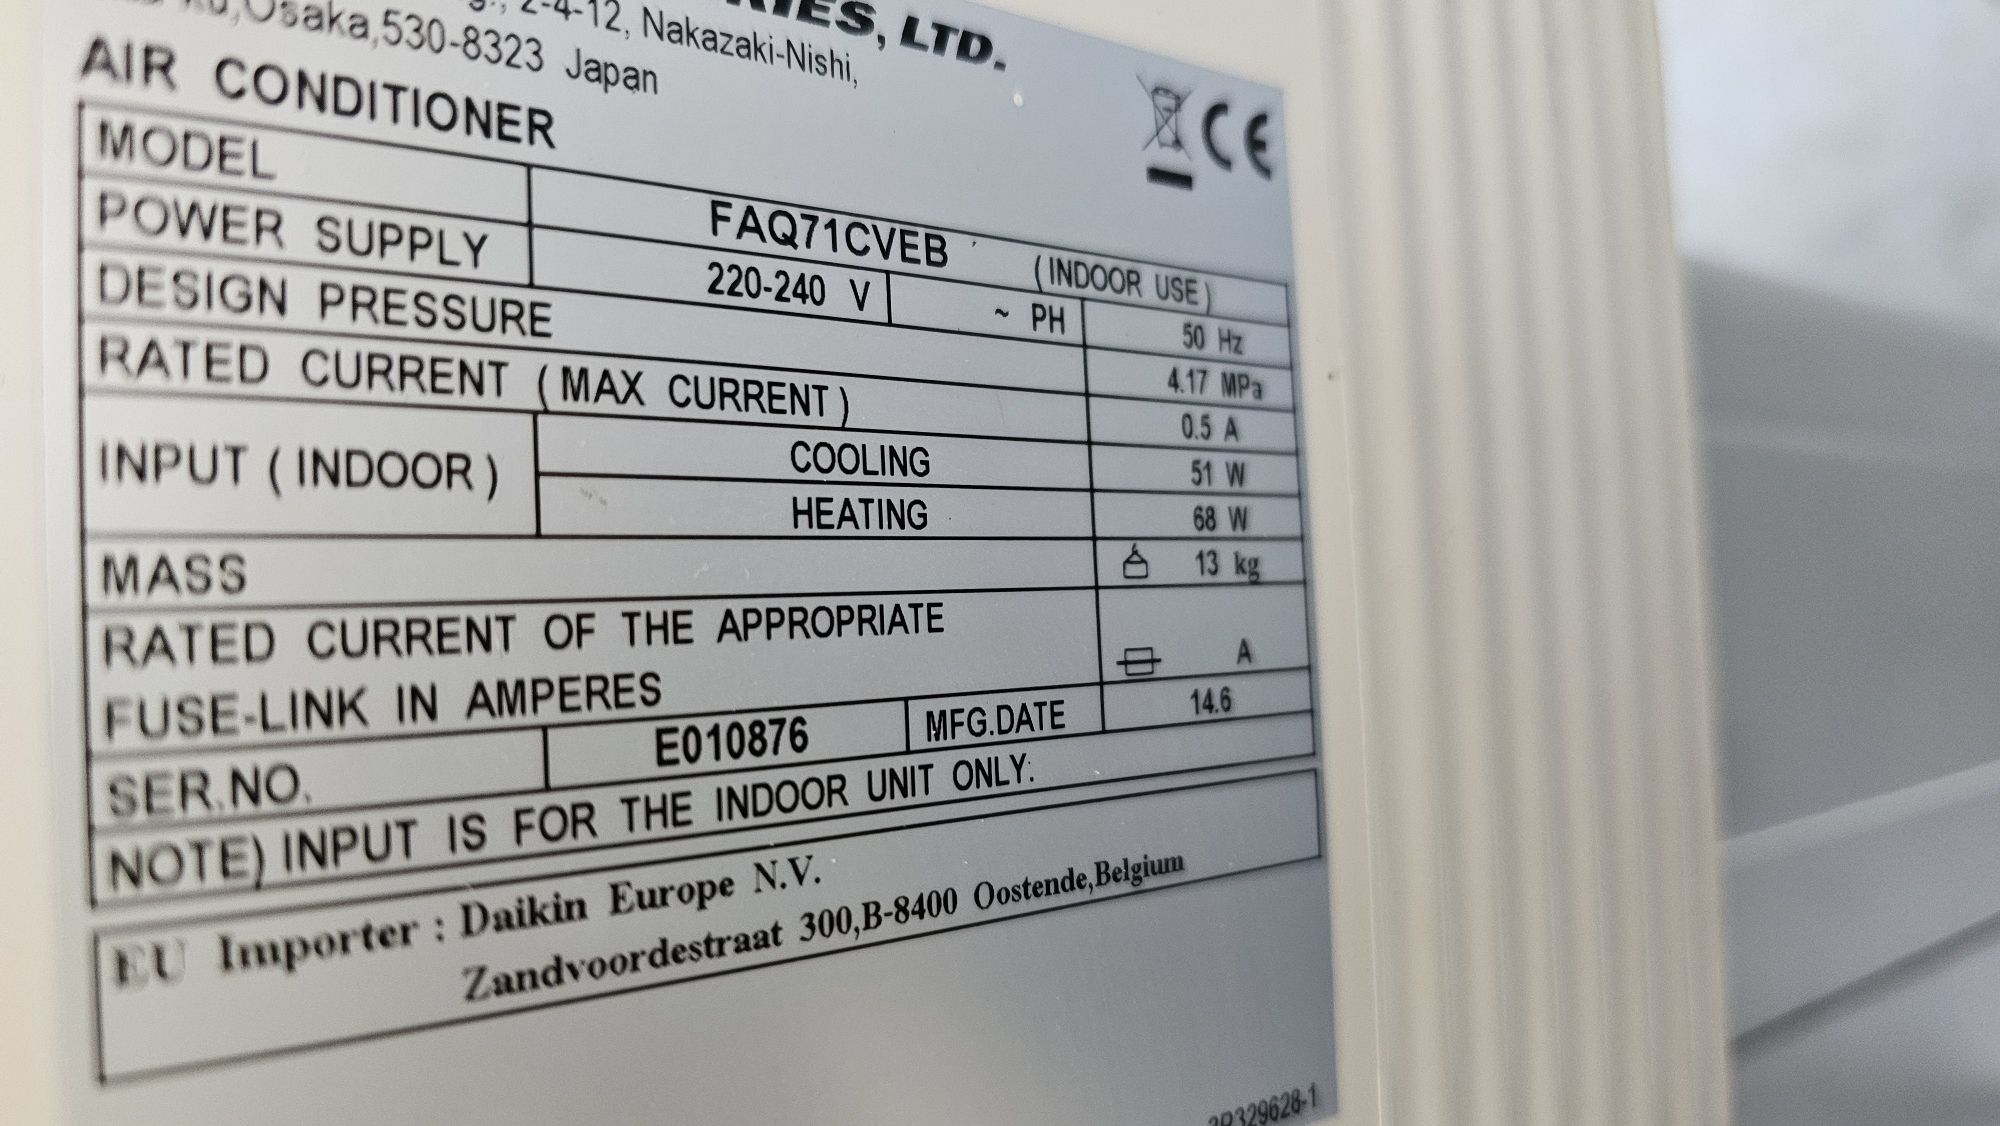 RIES, LTD.
2-4-12, Nakazaki-Nishi,
Osaka,530-8323 Japan
AIR CONDITIONER
CE
MODEL FAQ71CVEB (INDOOR USE)
POWER SUPPLY 220-240 V ~ PH 50 Hz
DESIGN PRESSURE 4.17 MPa
RATED CURRENT (MAX CURRENT) 0.5 A
INPUT (INDOOR) COOLING 51 W
HEATING 68 W
MASS 13 kg
RATED CURRENT OF THE APPROPRIATE
FUSE-LINK IN AMPERES A
SER.NO. E010876 MFG.DATE 14.6
NOTE) INPUT IS FOR THE INDOOR UNIT ONLY.
EU Importer : Daikin Europe N.V.
Zandvoordestraat 300,B-8400 Oostende,Belgium